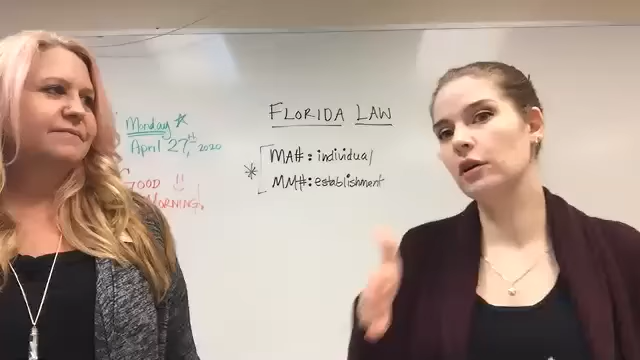 Monday
April 27th, 2020
GOOD
MORNING!
FLORIDA LAW
* MA#: individual
MM#: establishment